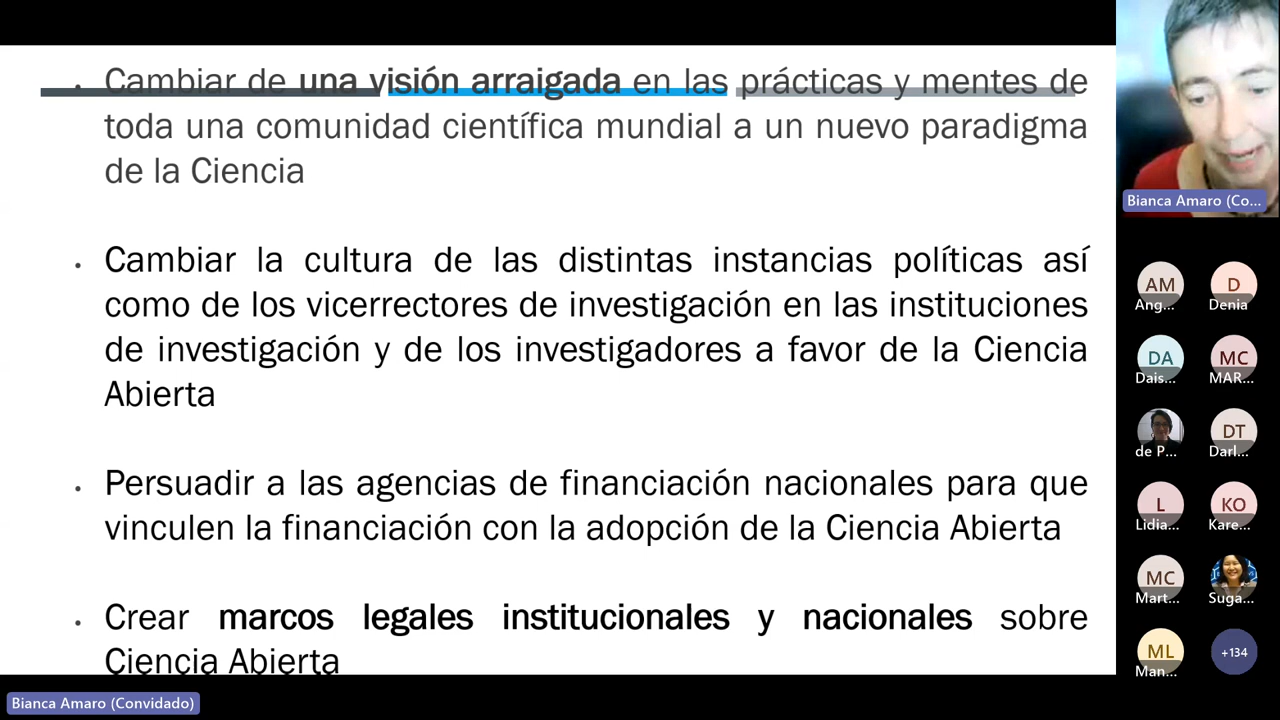 • Cambiar de una visión arraigada en las prácticas y mentes de
toda una comunidad científica mundial a un nuevo paradigma
de la Ciencia
• Cambiar la cultura de las distintas instancias políticas así
como de los vicerrectores de investigación en las instituciones
de investigación y de los investigadores a favor de la Ciencia
Abierta
• Persuadir a las agencias de financiación nacionales para que
vinculen la financiación con la adopción de la Ciencia Abierta
• Crear marcos legales institucionales y nacionales sobre
Ciencia Abierta
Bianca Amaro (Convidado)
Bianca Amaro (Co...
AM D
Ang... Denia
DA MC
Dais... MAR...
DT
de P... Darl...
L KO
Lidia... Kare...
MC
Mart... Suga...
ML +134
Man...